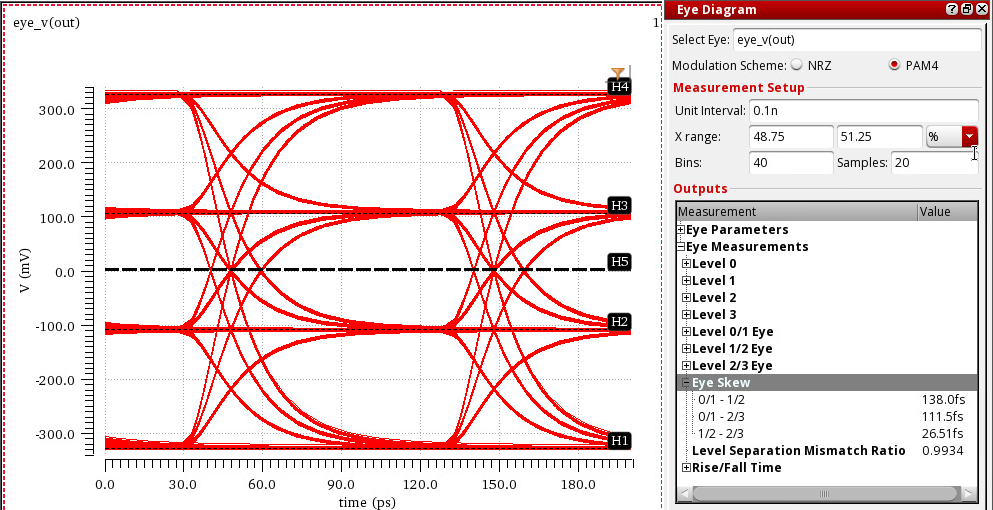 eye_v(out)
1
V (mV)
300.0
200.0
100.0
0.0
-100.0
-200.0
-300.0
H4
H3
H5
H2
H1
0.0 30.0 60.0 90.0 120.0 150.0 180.0
time (ps)
Eye Diagram
Select Eye: eye_v(out)
Modulation Scheme: NRZ PAM4
Measurement Setup
Unit Interval: 0.1n
X range: 48.75 51.25 %
Bins: 40 Samples: 20
Outputs
Measurement Value
Eye Parameters
Eye Measurements
Level 0
Level 1
Level 2
Level 3
Level 0/1 Eye
Level 1/2 Eye
Level 2/3 Eye
Eye Skew
0/1 - 1/2 138.0fs
0/1 - 2/3 111.5fs
1/2 - 2/3 26.51fs
Level Separation Mismatch Ratio 0.9934
Rise/Fall Time